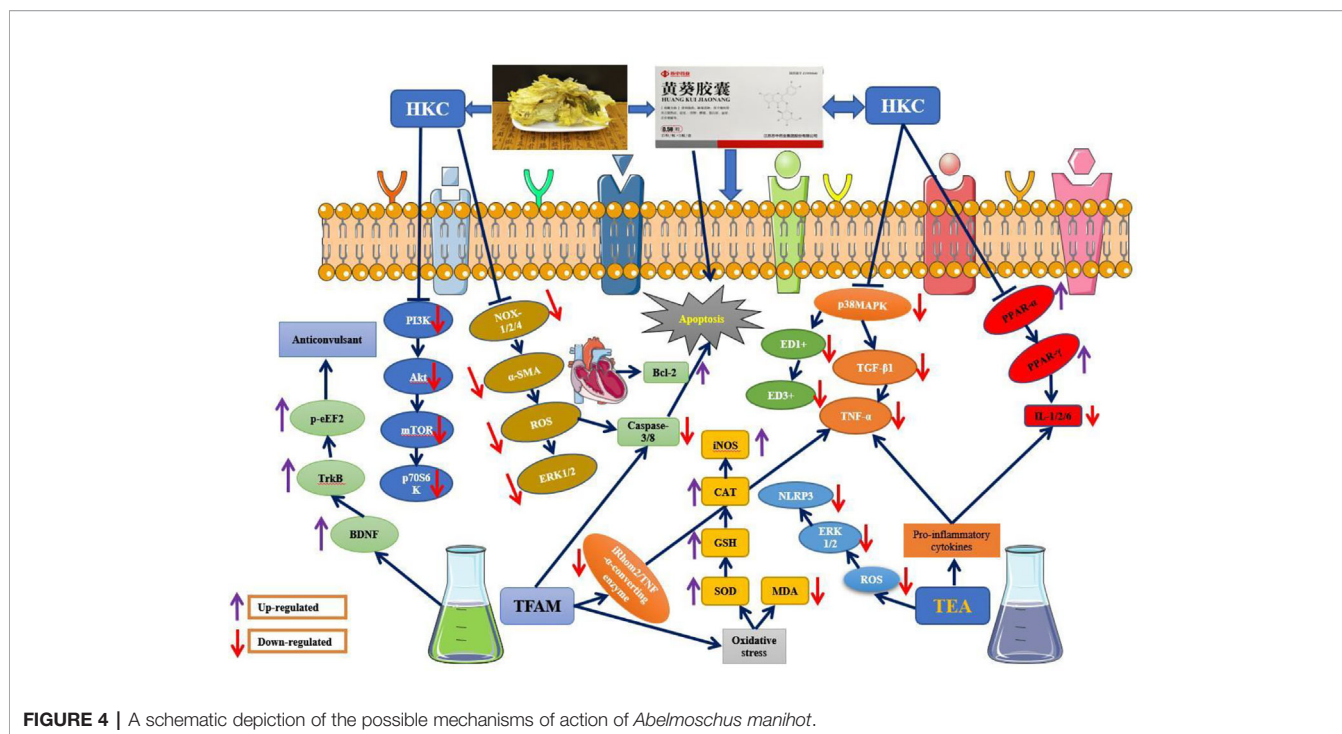 HKC
黄葵胶囊
HUANG KUI JIAONANG
HKC
PI3K
Akt
mTOR
p70S6
K
NOX-
1/2/4
α-SMA
ROS
ERK1/2
Anticonvulsant
p-eEF2
TrkB
BDNF
Apoptosis
Bcl-2
Caspase-
3/8
p38MAPK
ED1+
ED3+
TGF-β1
TNF-α
PPAR-α
PPAR-γ
IL-1/2/6
iNOS
CAT
GSH
SOD
MDA
Oxidative
stress
NLRP3
ERK
1/2
ROS
Pro-inflammatory
cytokines
TEA
TFAM
iRhom2/TNF
-α-converting
enzyme
Up-regulated
Down-regulated
FIGURE 4 | A schematic depiction of the possible mechanisms of action of Abelmoschus manihot.